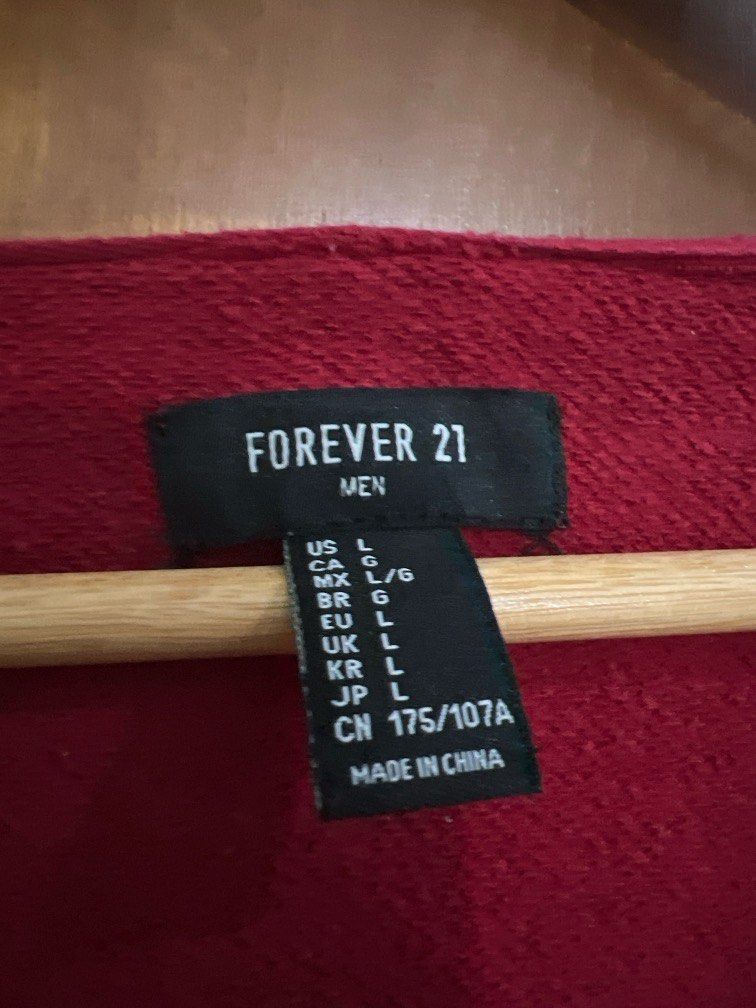 FOREVER 21
MEN
US L
CA G
MX L/G
BR G
EU L
UK L
KR L
JP L
CN 175/107A
MADE IN CHINA